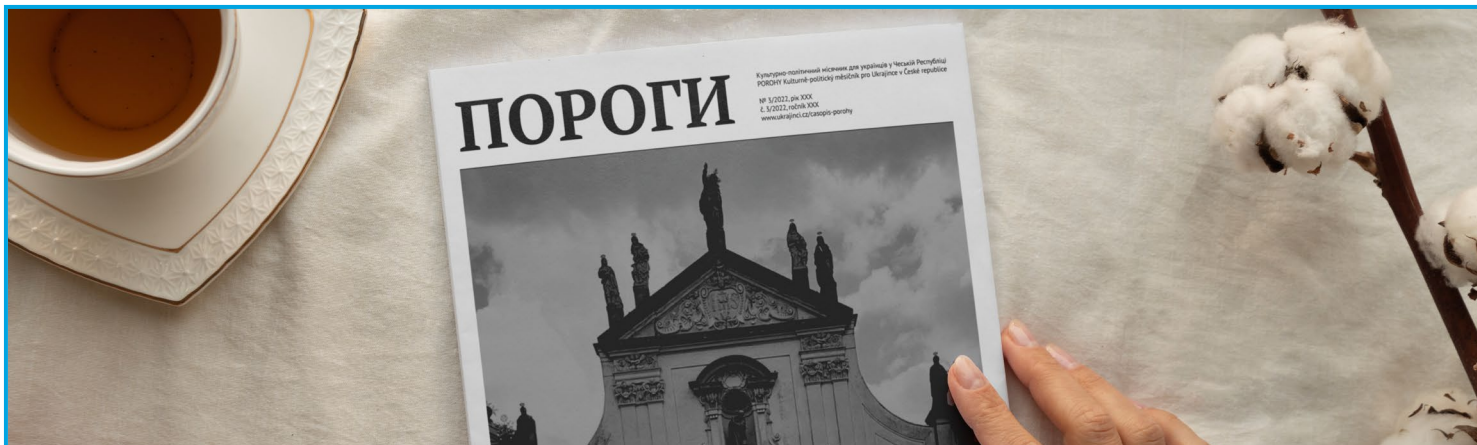 ПОРОГИ
Культурно-політичний місячник для українців у Чеській Республіці
POROHY Kulturně-politický měsíčník pro Ukrajince v České republice
№ 3/2022, рік XXX
č. 3/2022, ročník XXX
www.ukrajinci.cz/casopis-porohy